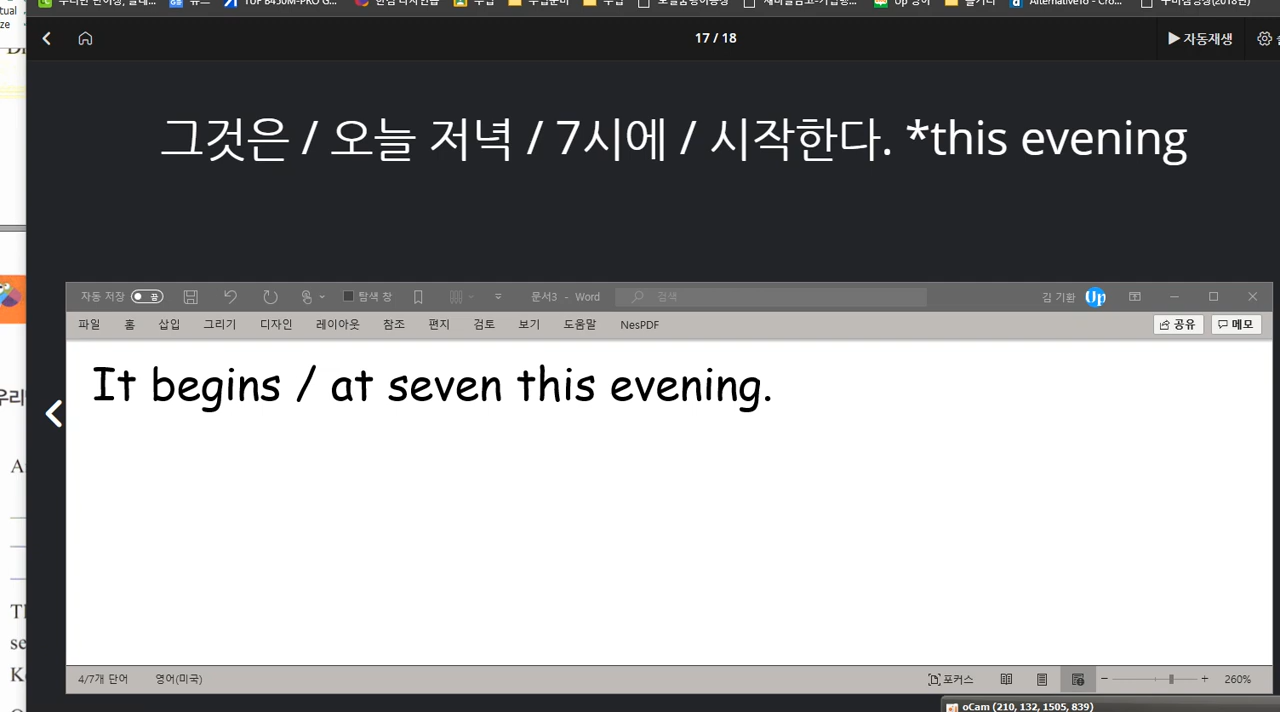 17 / 18
▶ 자동재생
그것은 / 오늘 저녁 / 7시에 / 시작한다. *this evening
자동 저장 끔
탐색 창
문서3 - Word
검색
김 기환
Up
파일 홈 삽입 그리기 디자인 레이아웃 참조 편지 검토 보기 도움말 NesPDF
공유 메모
It begins / at seven this evening.
4/7개 단어 영어(미국)
포커스
260%
oCam (210, 132, 1505, 839)